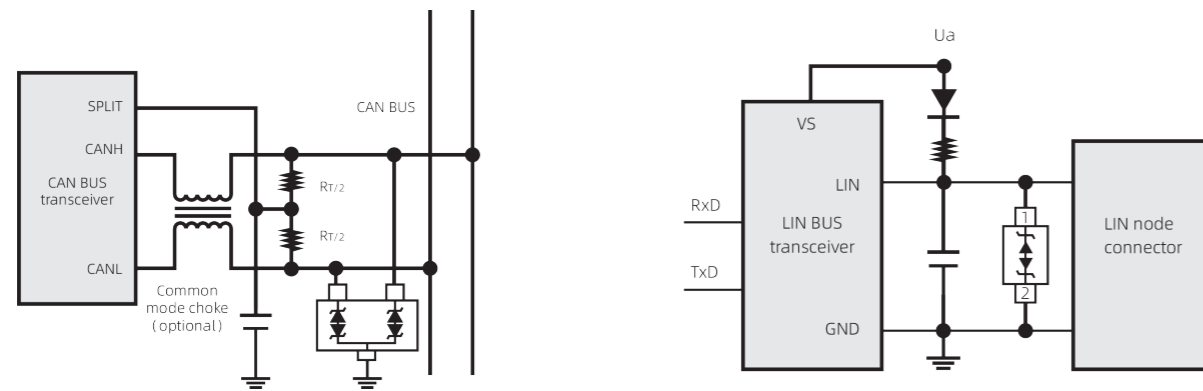 SPLIT
CANH
CAN BUS
transceiver
CANL
CAN BUS
RT/2
RT/2
Common
mode choke
( optional )
Ua
VS
LIN
RxD
LIN BUS
transceiver
TxD
GND
1
2
LIN node
connector